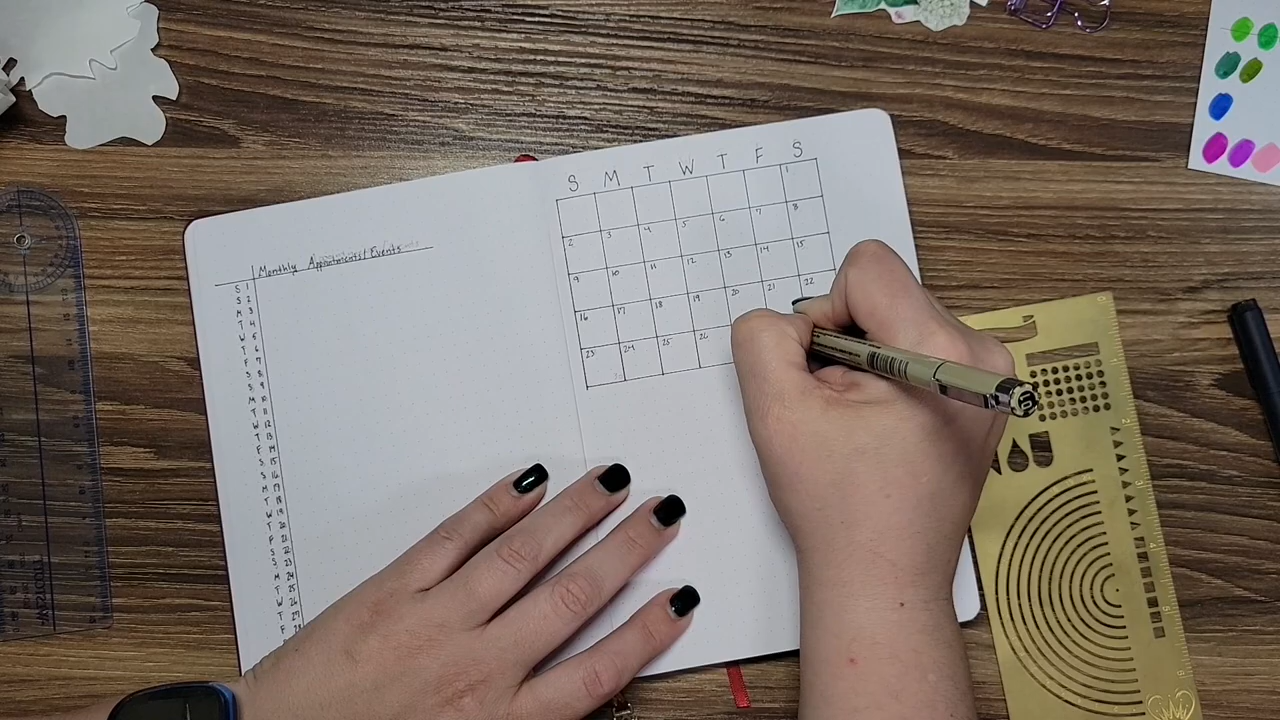 Monthly Appointments/Events
S 1
S 2
M 3
T 4
W 5
T 6
F 7
S 8
S 9
M 10
T 11
W 12
T 13
F 14
S 15
S 16
M 17
T 18
W 19
T 20
F 21
S 22
S 23
M 24
T 25
W 26
T 27
F 28
S M T W T F S
1
2 3 4 5 6 7 8
9 10 11 12 13 14 15
16 17 18 19 20 21 22
23 24 25 26